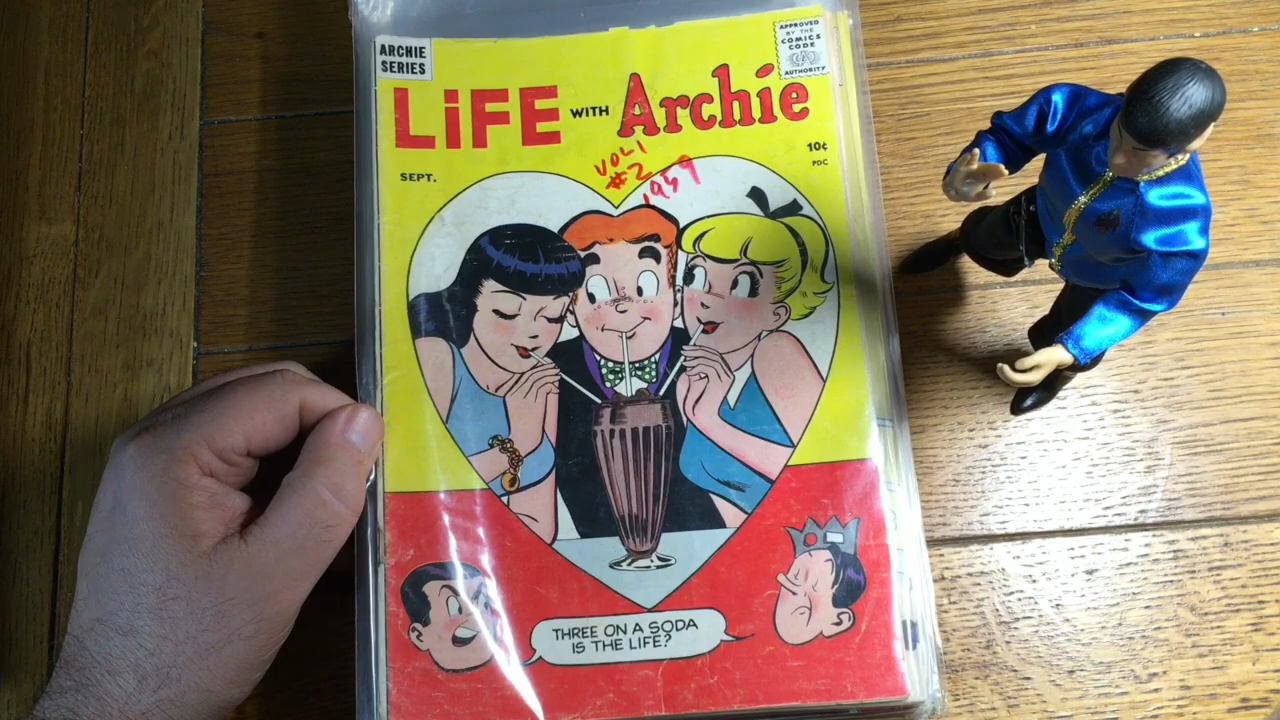 ARCHIE
SERIES
APPROVED
BY THE
COMICS
CODE
AUTHORITY
LiFE WITH Archie
10¢
PDC
SEPT.
VOL 1
#2
1959
THREE ON A SODA
IS THE LIFE?